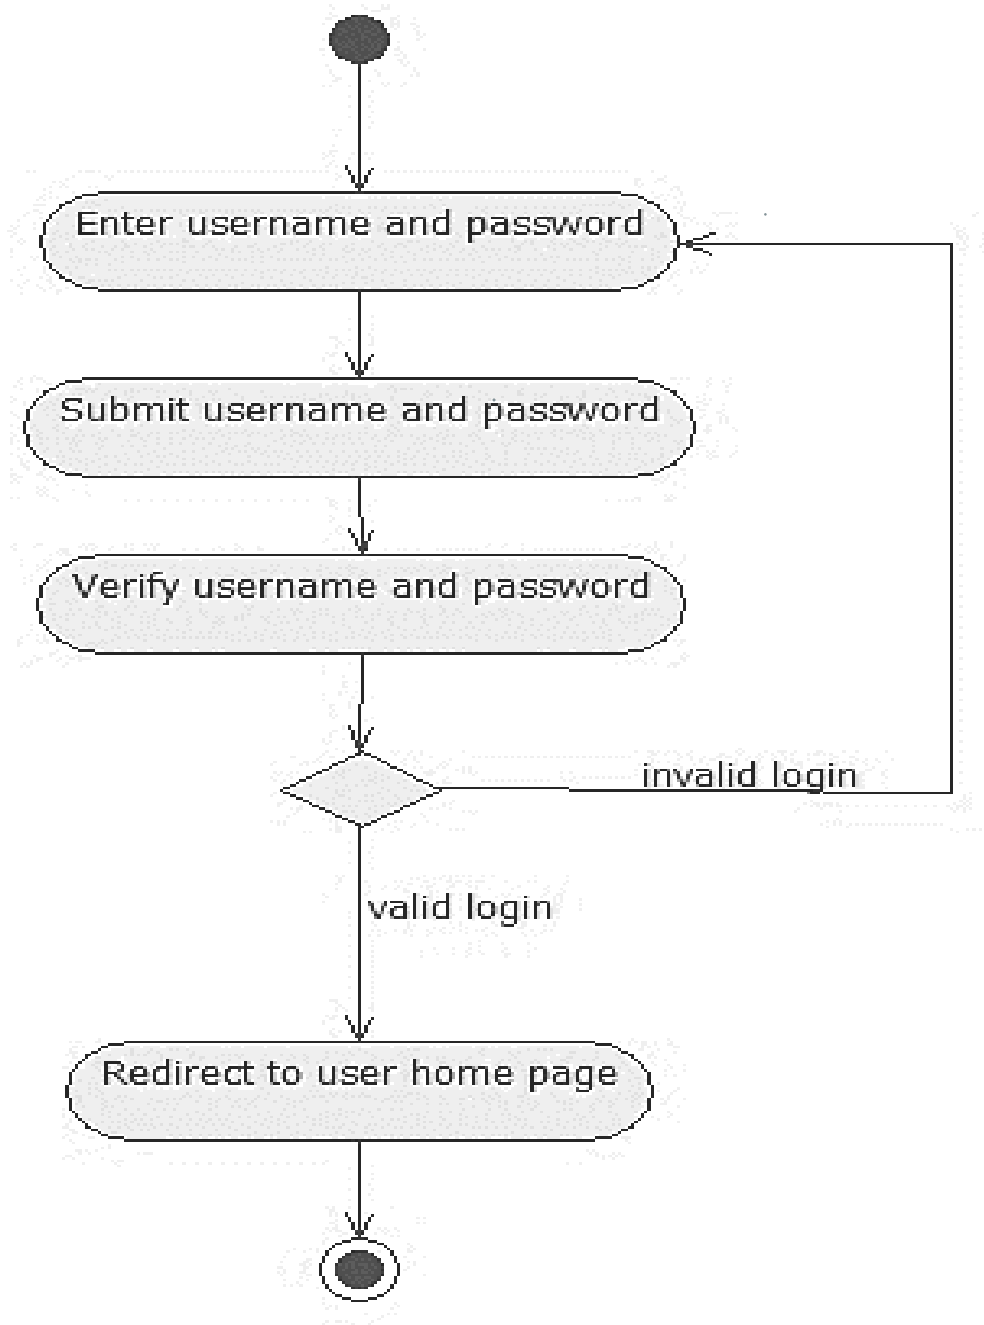 Enter username and password
Submit username and password
Verify username and password
invalid login
valid login
Redirect to user home page